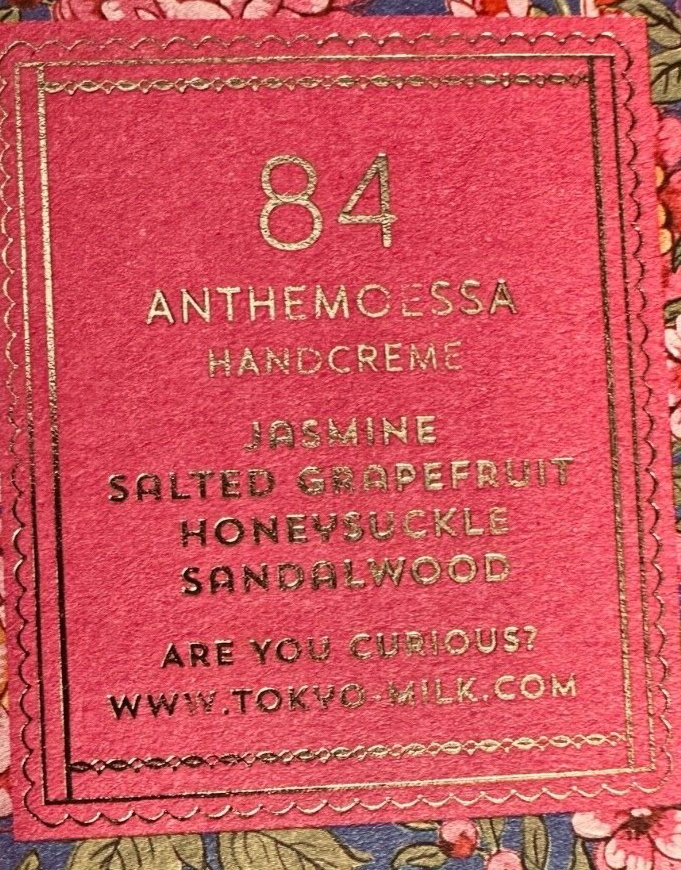 84
ANTHEMOESSA
HANDCREME
JASMINE
SALTED GRAPEFRUIT
HONEYSUCKLE
SANDALWOOD
ARE YOU CURIOUS?
WWW.TOKYO-MILK.COM